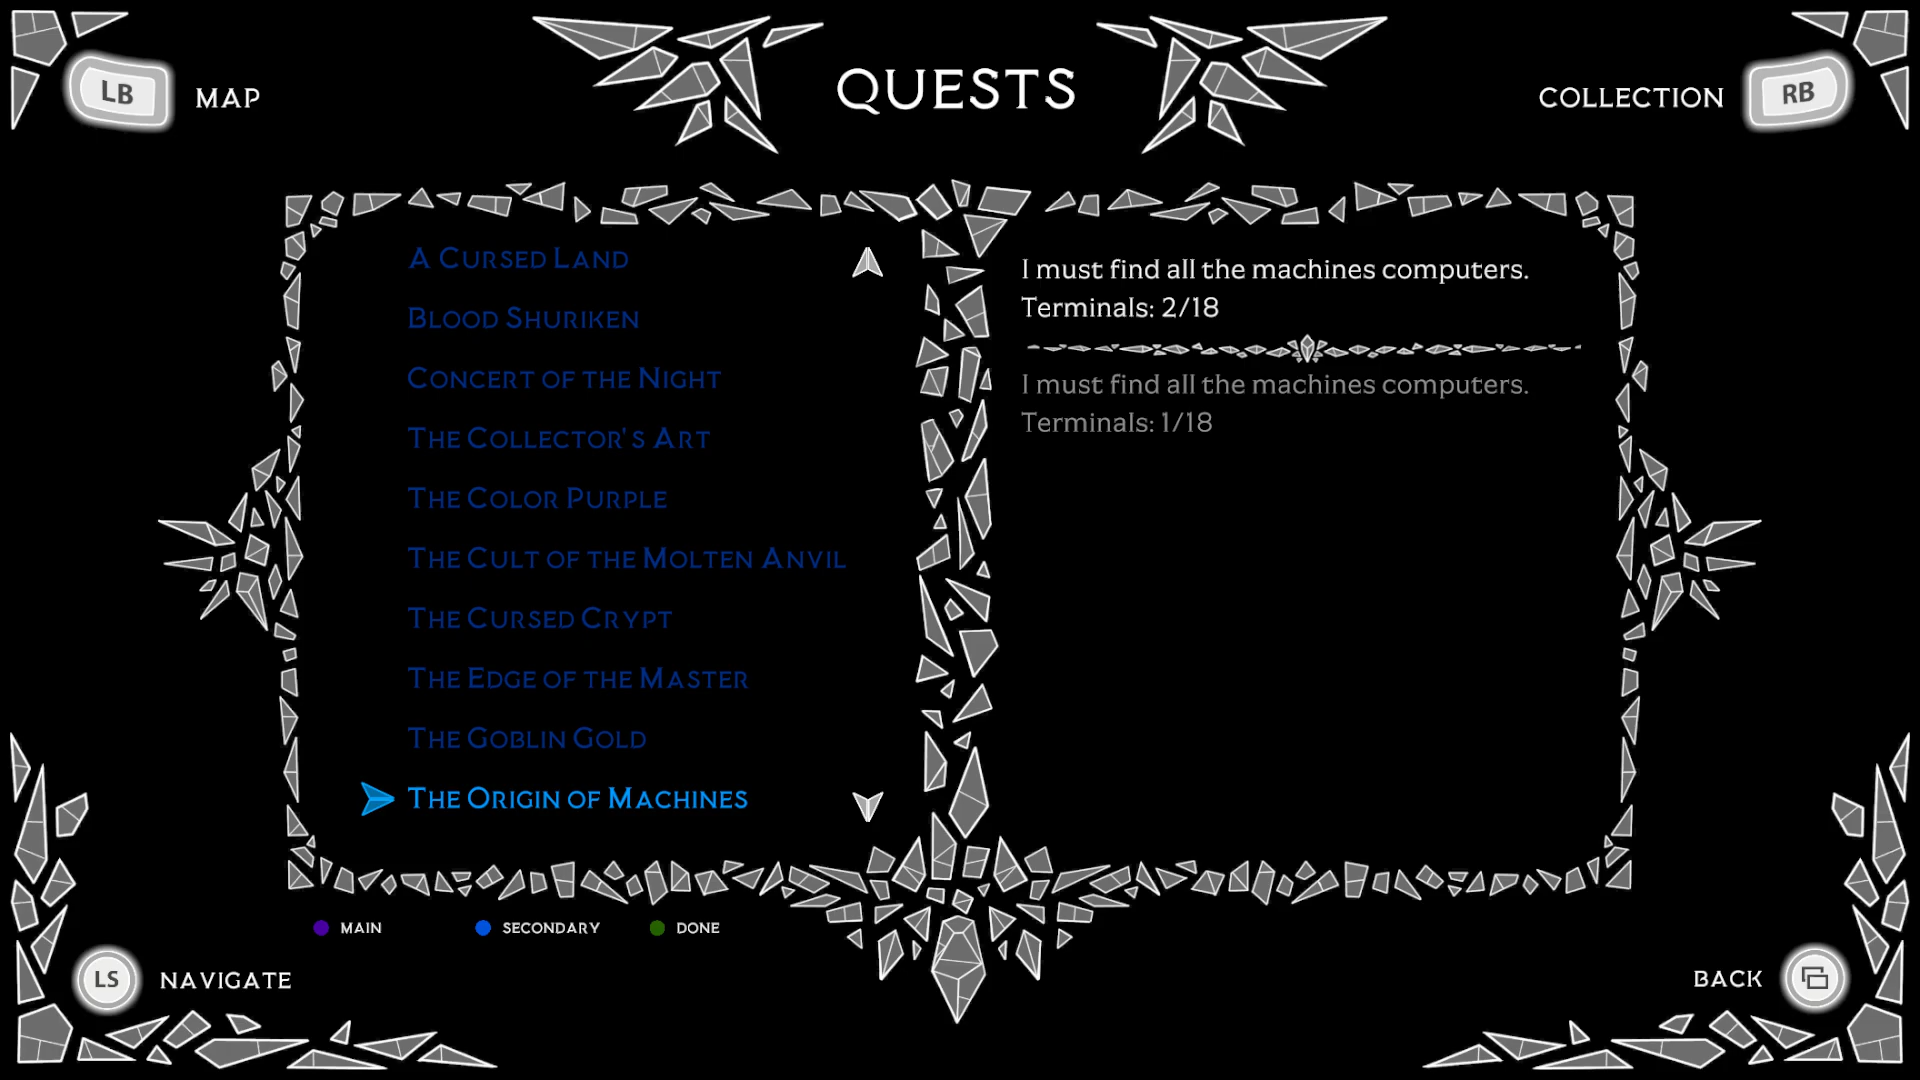 LB MAP
QUESTS
COLLECTION RB
A Cursed Land
Blood Shuriken
Concert of the Night
The Collector's Art
The Color Purple
The Cult of the Molten Anvil
The Cursed Crypt
The Edge of the Master
The Goblin Gold
The Origin of Machines
I must find all the machines computers.
Terminals: 2/18
I must find all the machines computers.
Terminals: 1/18
MAIN SECONDARY DONE
LS NAVIGATE
BACK